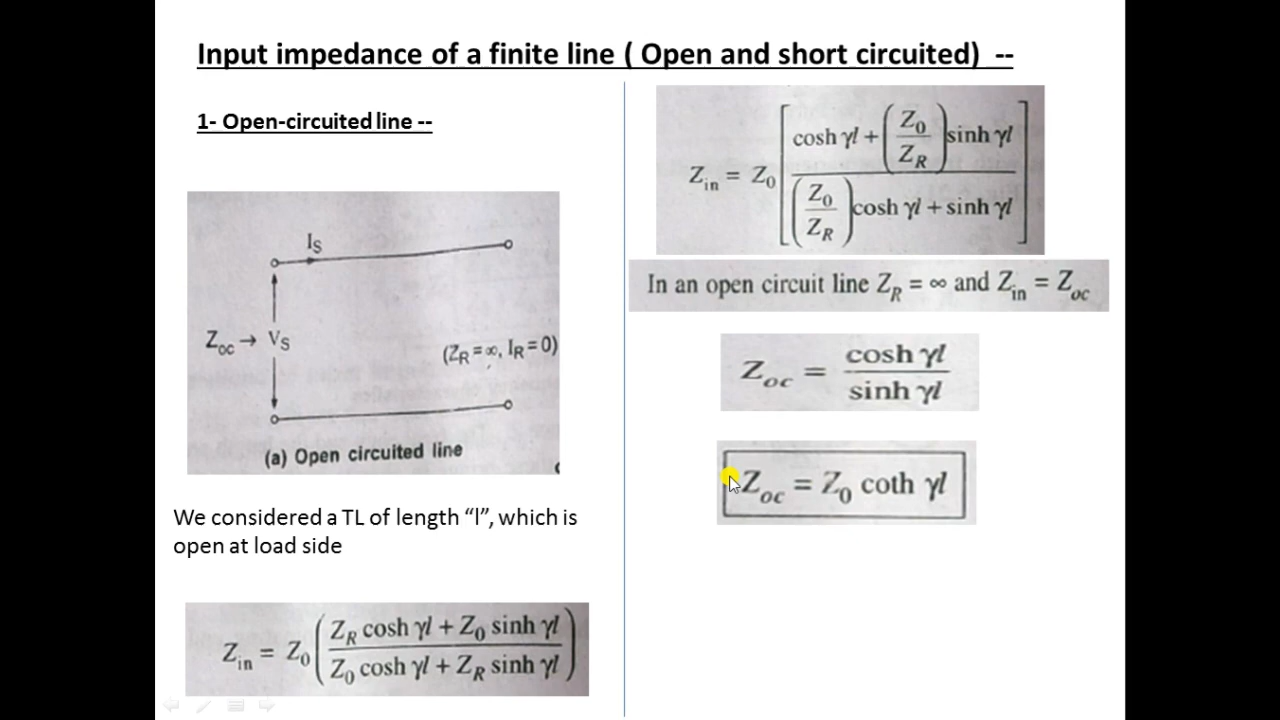 Input impedance of a finite line ( Open and short circuited) --
1- Open-circuited line --
I_S
Z_oc → V_S
(Z_R = ∞, I_R = 0)
(a) Open circuited line
We considered a TL of length “l”, which is
open at load side
Z_in = Z_0 ( (Z_R cosh γl + Z_0 sinh γl) / (Z_0 cosh γl + Z_R sinh γl) )
Z_in = Z_0 [ (cosh γl + (Z_0 / Z_R) sinh γl) / ((Z_0 / Z_R) cosh γl + sinh γl) ]
In an open circuit line Z_R = ∞ and Z_in = Z_oc
Z_oc = cosh γl / sinh γl
Z_oc = Z_0 coth γl